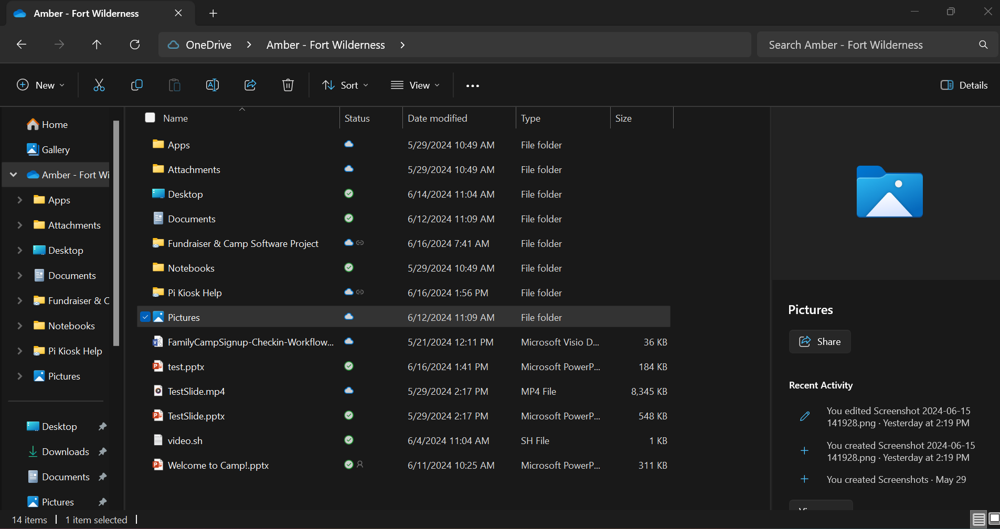 Amber - Fort Wilderness
OneDrive > Amber - Fort Wilderness >
Search Amber - Fort Wilderness
New
Sort
View
Details
Home
Gallery
Amber - Fort Wi
Apps
Attachments
Desktop
Documents
Fundraiser & C
Notebooks
Pi Kiosk Help
Pictures
Desktop
Downloads
Documents
Pictures
Name Status Date modified Type Size
Apps 5/29/2024 10:49 AM File folder
Attachments 5/29/2024 10:49 AM File folder
Desktop 6/14/2024 11:04 AM File folder
Documents 6/12/2024 11:09 AM File folder
Fundraiser & Camp Software Project 6/16/2024 7:41 AM File folder
Notebooks 5/29/2024 10:49 AM File folder
Pi Kiosk Help 6/16/2024 1:56 PM File folder
Pictures 6/12/2024 11:09 AM File folder
FamilyCampSignup-Checkin-Workflow... 5/21/2024 12:11 PM Microsoft Visio D... 36 KB
test.pptx 6/16/2024 1:41 PM Microsoft PowerP... 184 KB
TestSlide.mp4 5/29/2024 2:17 PM MP4 File 8,345 KB
TestSlide.pptx 5/29/2024 2:17 PM Microsoft PowerP... 548 KB
video.sh 6/4/2024 11:04 AM SH File 1 KB
Welcome to Camp!.pptx 6/11/2024 10:25 AM Microsoft PowerP... 311 KB
Pictures
Share
Recent Activity
You edited Screenshot 2024-06-15
141928.png · Yesterday at 2:19 PM
You created Screenshot 2024-06-15
141928.png · Yesterday at 2:19 PM
You created Screenshots · May 29
14 items 1 item selected